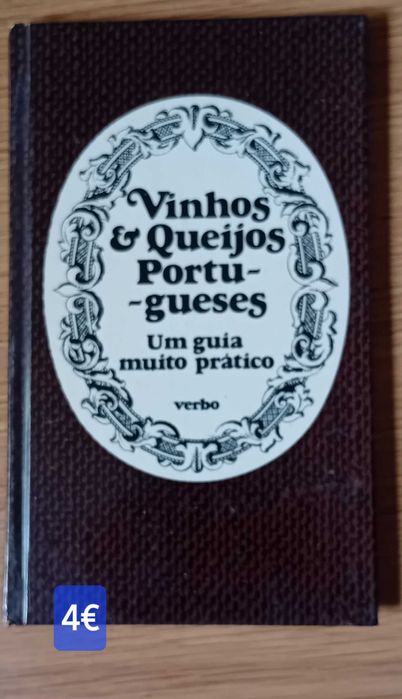 Vinhos
& Queijos
Portu-
-gueses
Um guia
muito prático
verbo
4€